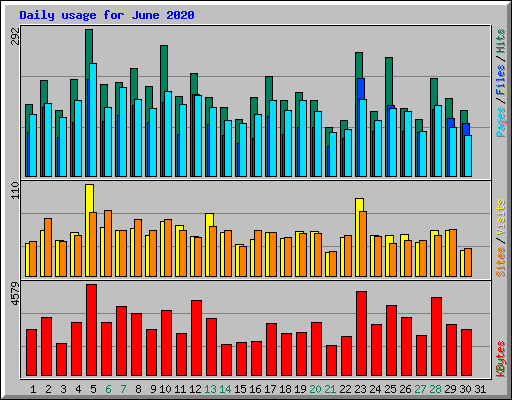 Daily usage for June 2020
292
Pages / Files / Hits
110
Sites / Visits
4579
KBytes
1 2 3 4 5 6 7 8 9 10 11 12 13 14 15 16 17 18 19 20 21 22 23 24 25 26 27 28 29 30 31